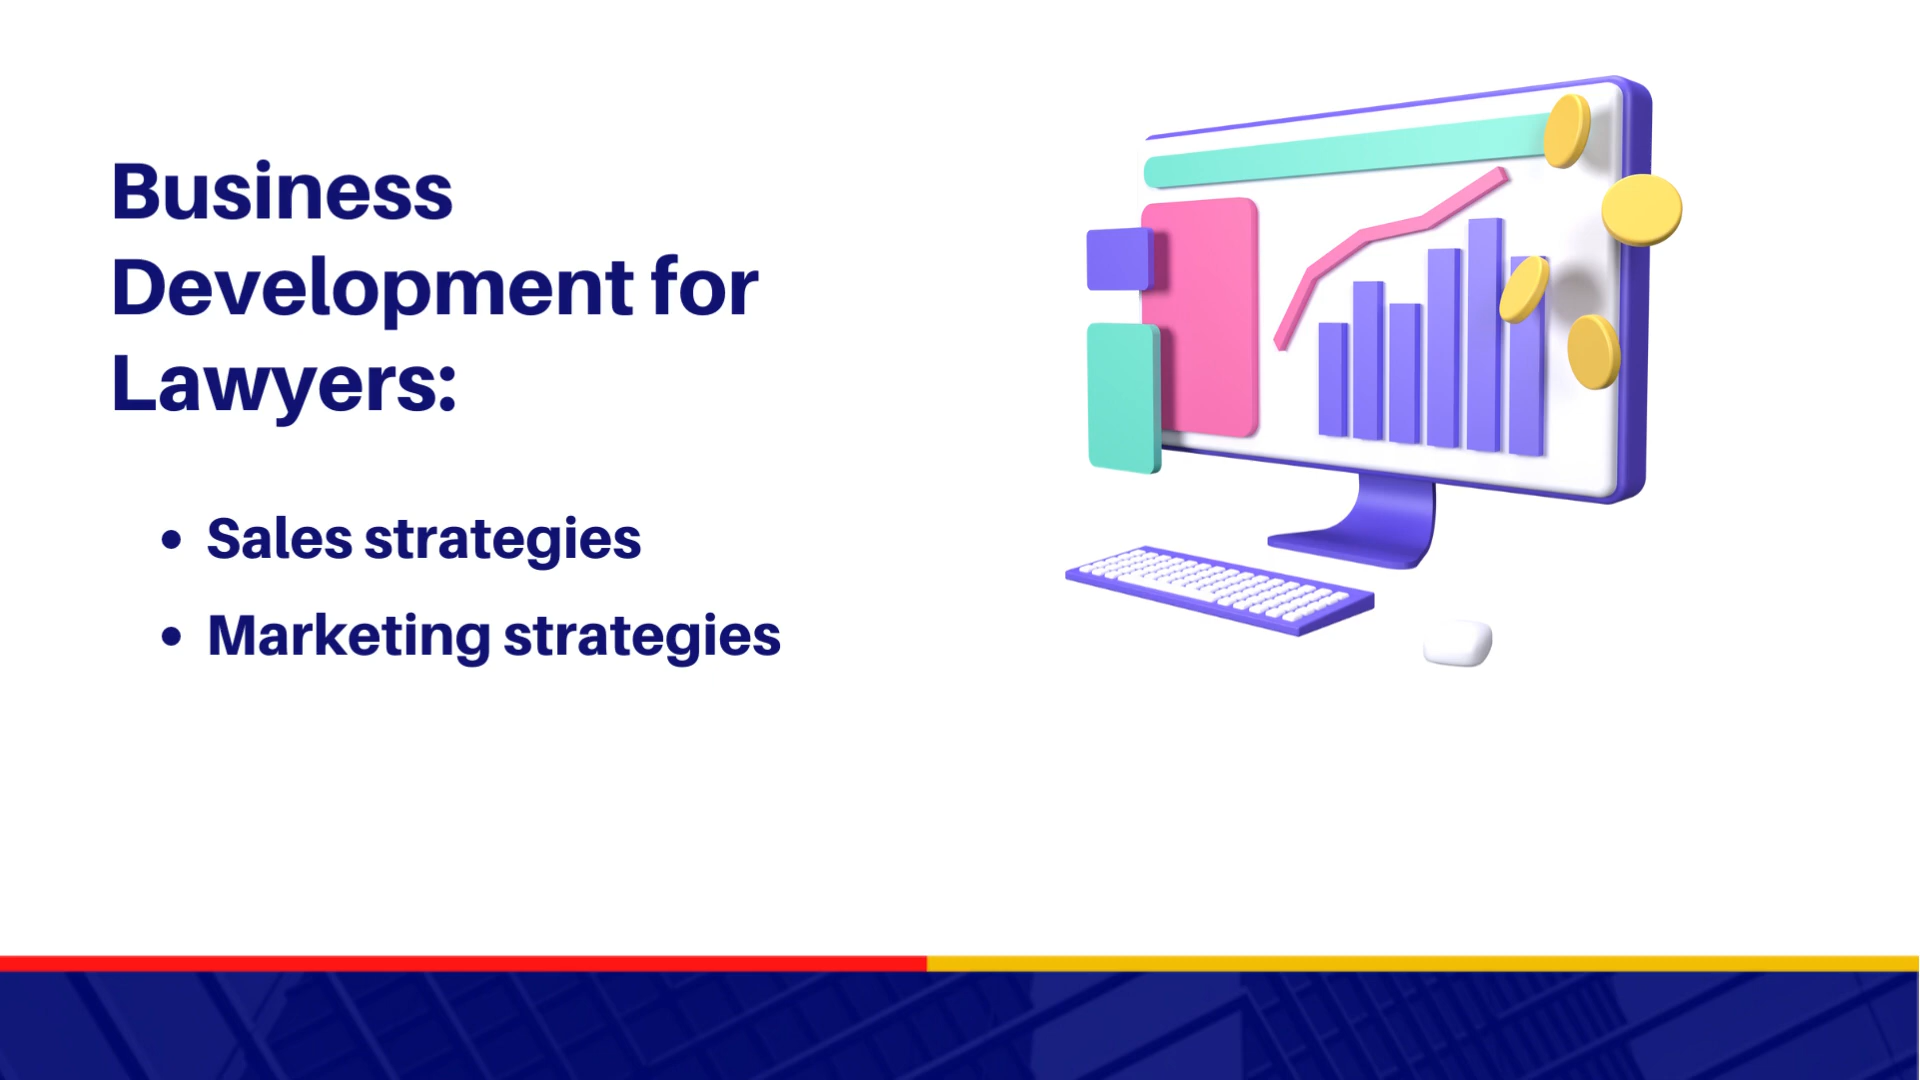 Business
Development for
Lawyers:
• Sales strategies
• Marketing strategies